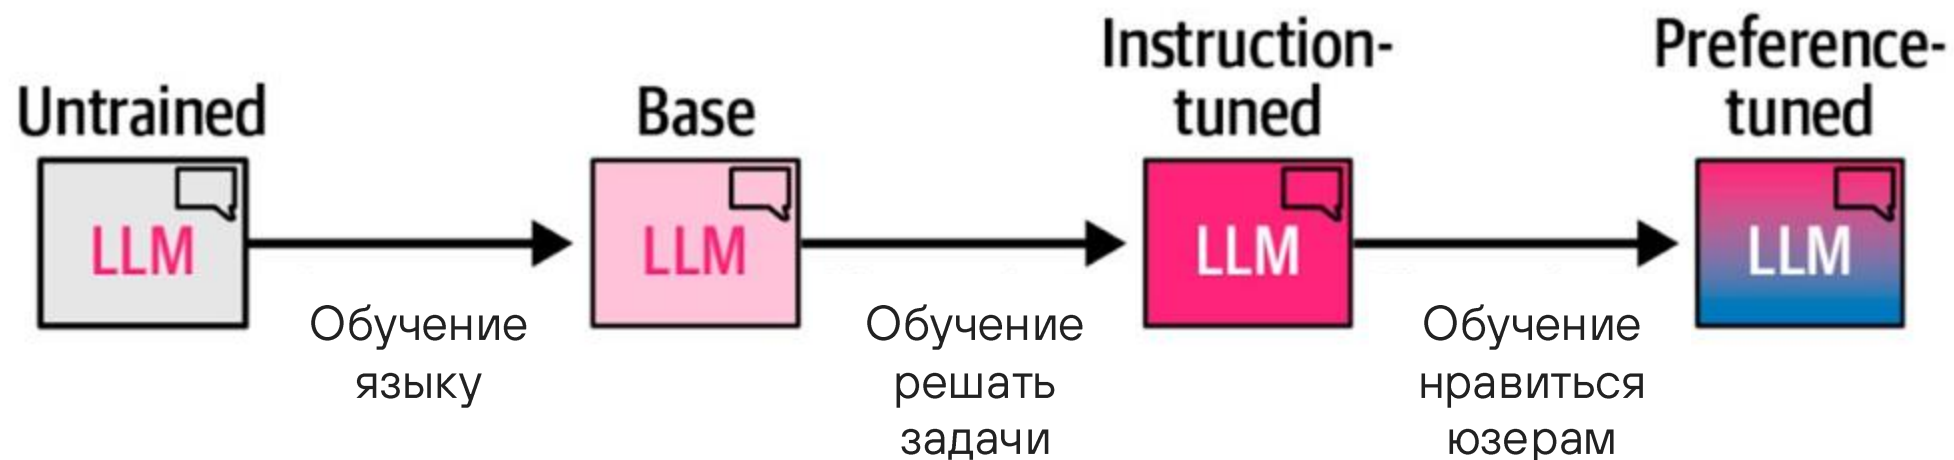 Untrained
LLM
Обучение
языку
Base
LLM
Обучение
решать
задачи
Instruction-
tuned
LLM
Обучение
нравиться
юзерам
Preference-
tuned
LLM